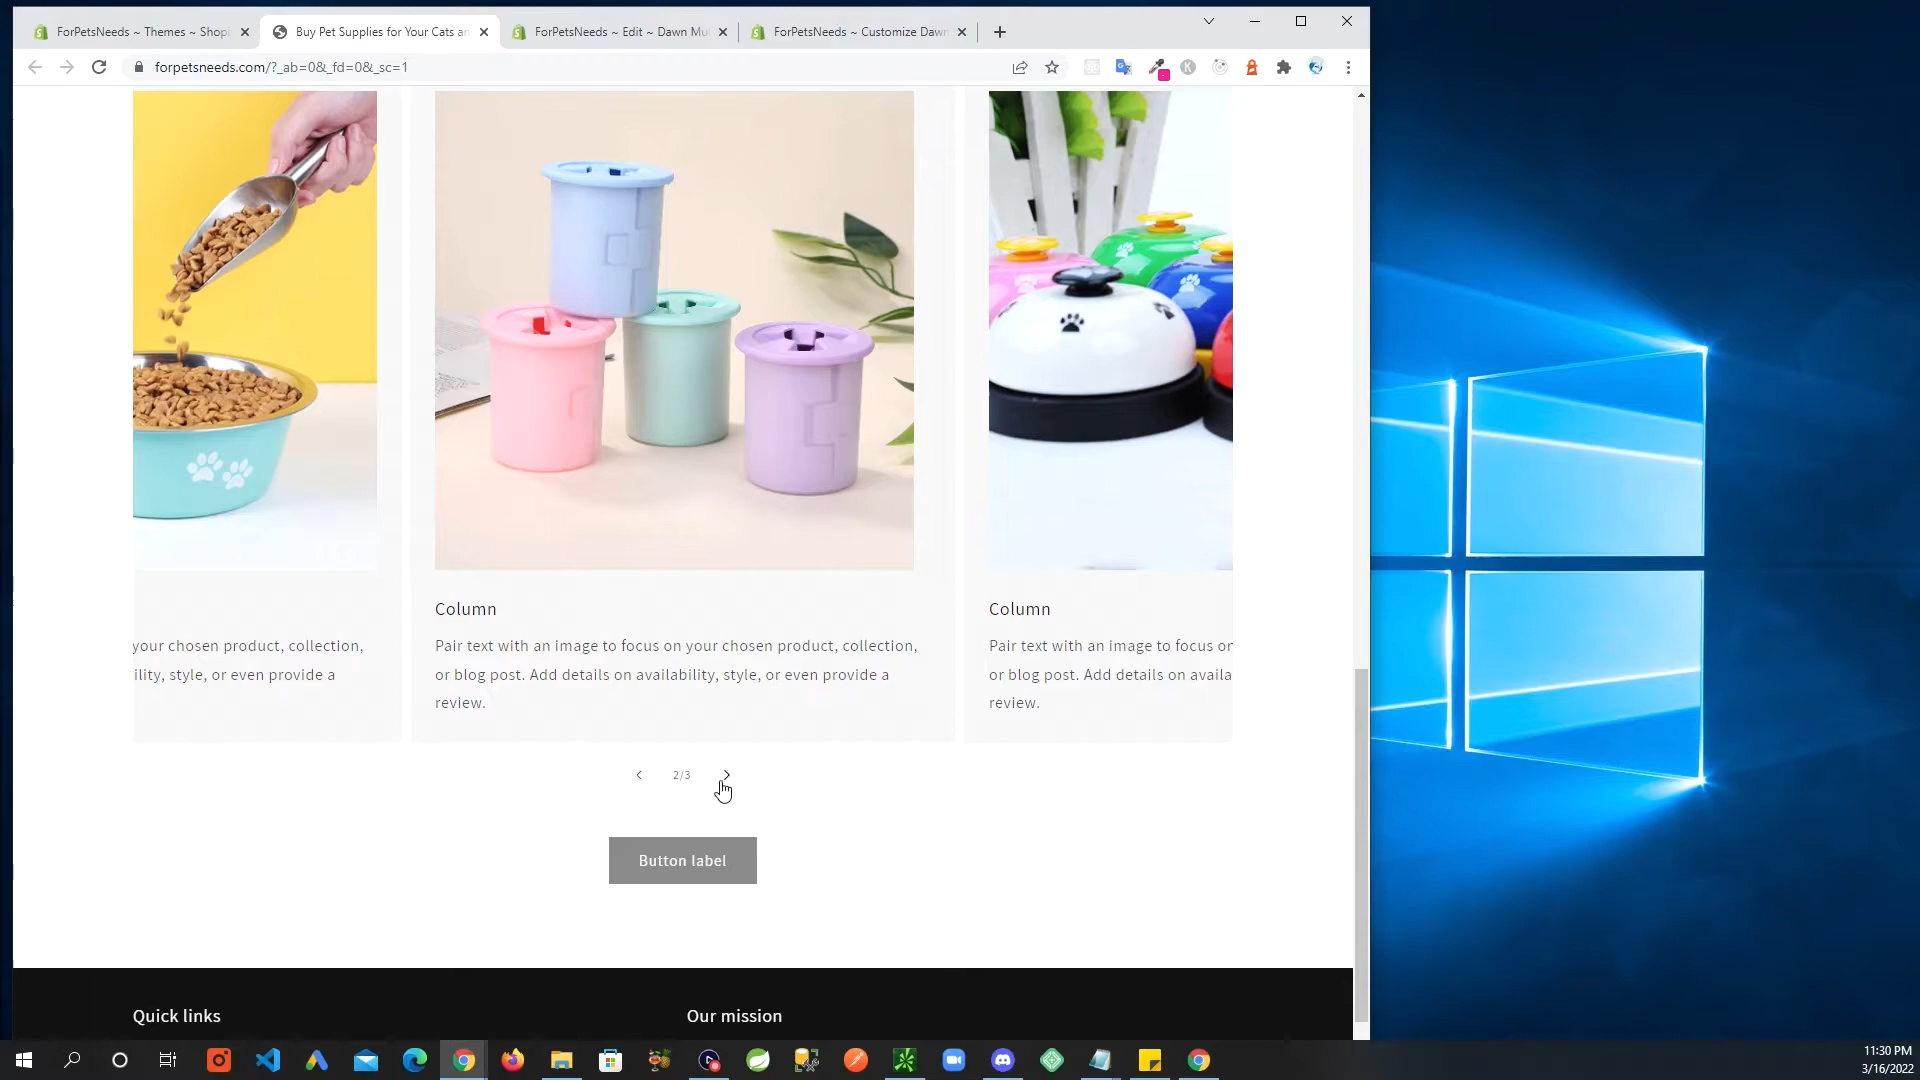 ForPetsNeeds ~ Themes ~ Shopi
Buy Pet Supplies for Your Cats an
ForPetsNeeds ~ Edit ~ Dawn Mul
ForPetsNeeds ~ Customize Dawn
forpetsneeds.com/?_ab=0&_fd=0&_sc=1
Column
Column
your chosen product, collection,
ility, style, or even provide a
Pair text with an image to focus on your chosen product, collection,
or blog post. Add details on availability, style, or even provide a
review.
Pair text with an image to focus or
or blog post. Add details on availa
review.
2/3
Button label
Quick links
Our mission
11:30 PM
3/16/2022